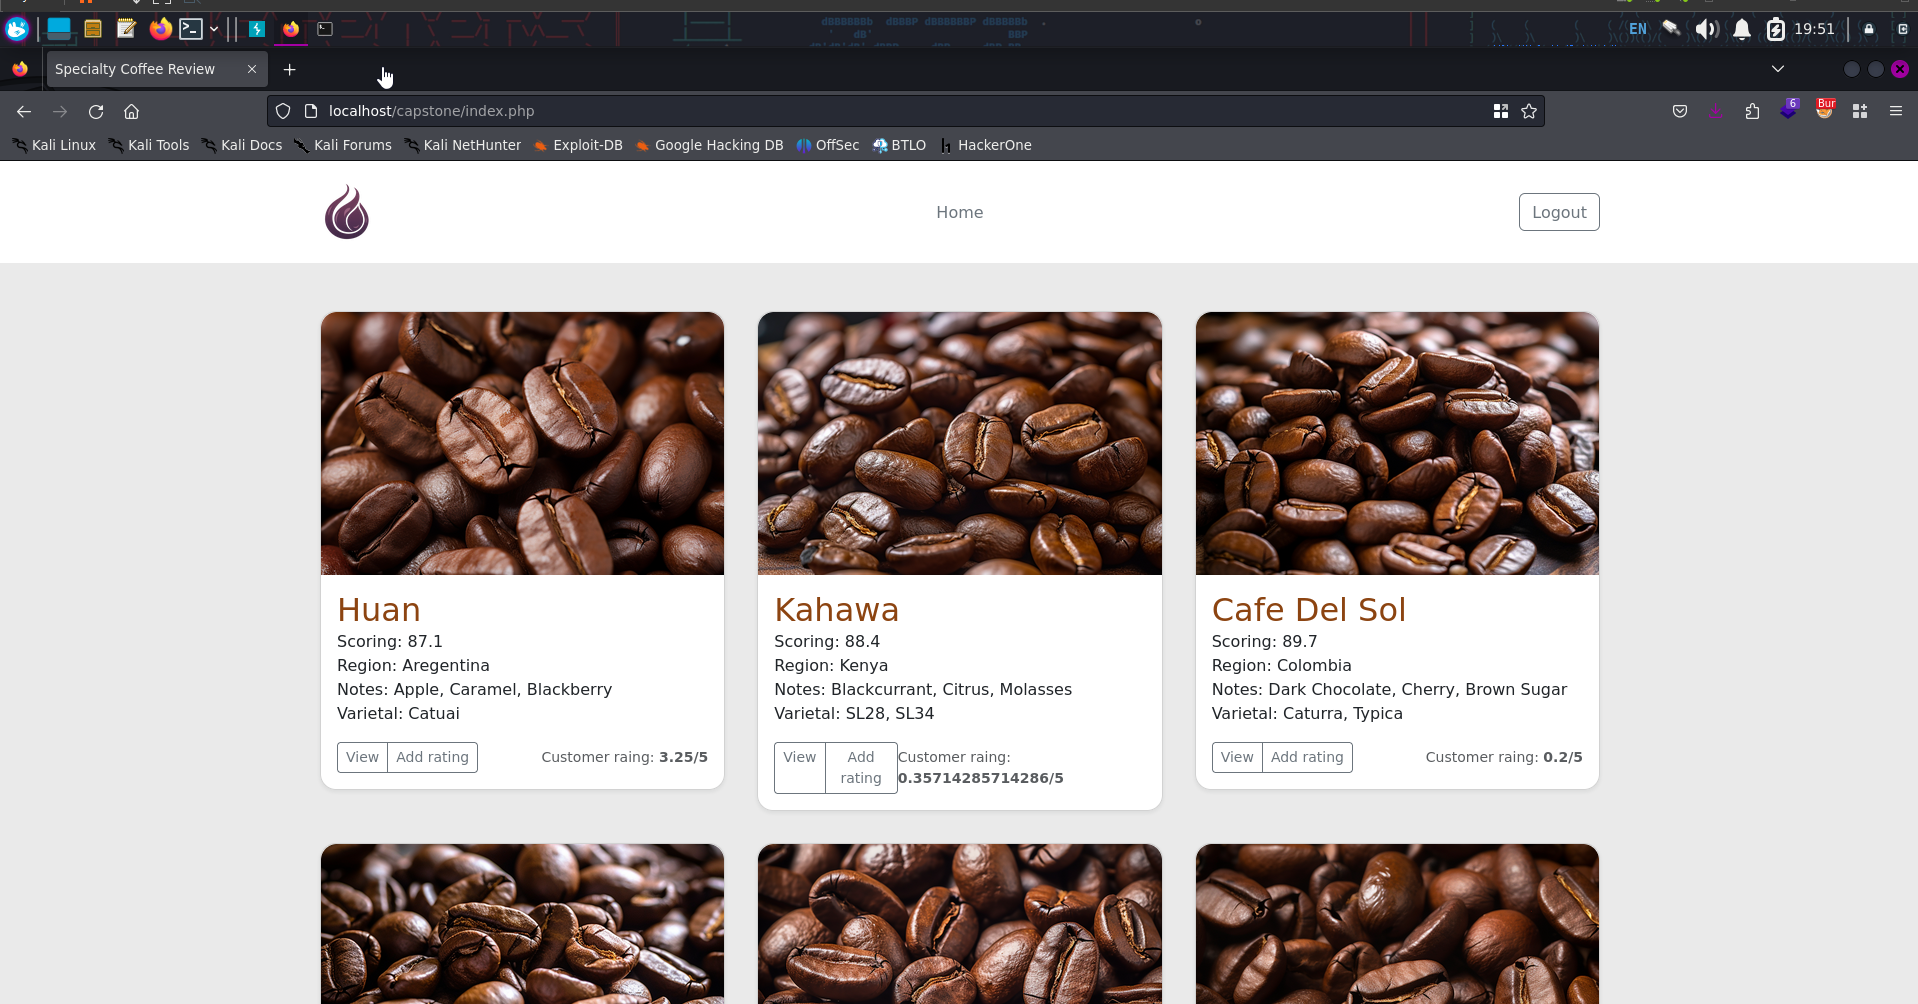 EN
19:51
Specialty Coffee Review
localhost/capstone/index.php
6
Bur
Kali Linux
Kali Tools
Kali Docs
Kali Forums
Kali NetHunter
Exploit-DB
Google Hacking DB
OffSec
BTLO
HackerOne
Home
Logout
Huan
Scoring: 87.1
Region: Aregentina
Notes: Apple, Caramel, Blackberry
Varietal: Catuai
View
Add rating
Customer raing: 3.25/5
Kahawa
Scoring: 88.4
Region: Kenya
Notes: Blackcurrant, Citrus, Molasses
Varietal: SL28, SL34
View
Add
rating
Customer raing:
0.35714285714286/5
Cafe Del Sol
Scoring: 89.7
Region: Colombia
Notes: Dark Chocolate, Cherry, Brown Sugar
Varietal: Caturra, Typica
View
Add rating
Customer raing: 0.2/5